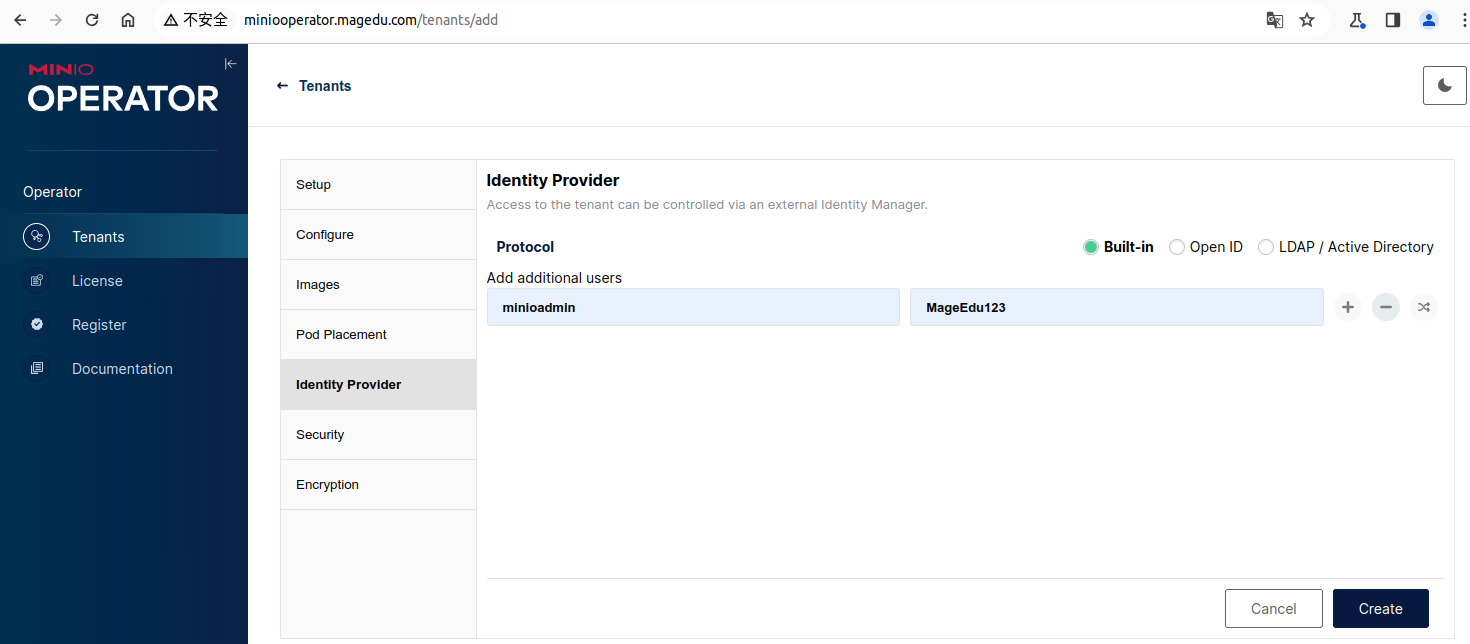 不安全 miniooperator.magedu.com/tenants/add
MINIO
OPERATOR
Operator
Tenants
License
Register
Documentation
Tenants
Setup
Configure
Images
Pod Placement
Identity Provider
Security
Encryption
Identity Provider
Access to the tenant can be controlled via an external Identity Manager.
Protocol Built-in Open ID LDAP / Active Directory
Add additional users
minioadmin MageEdu123
Cancel Create